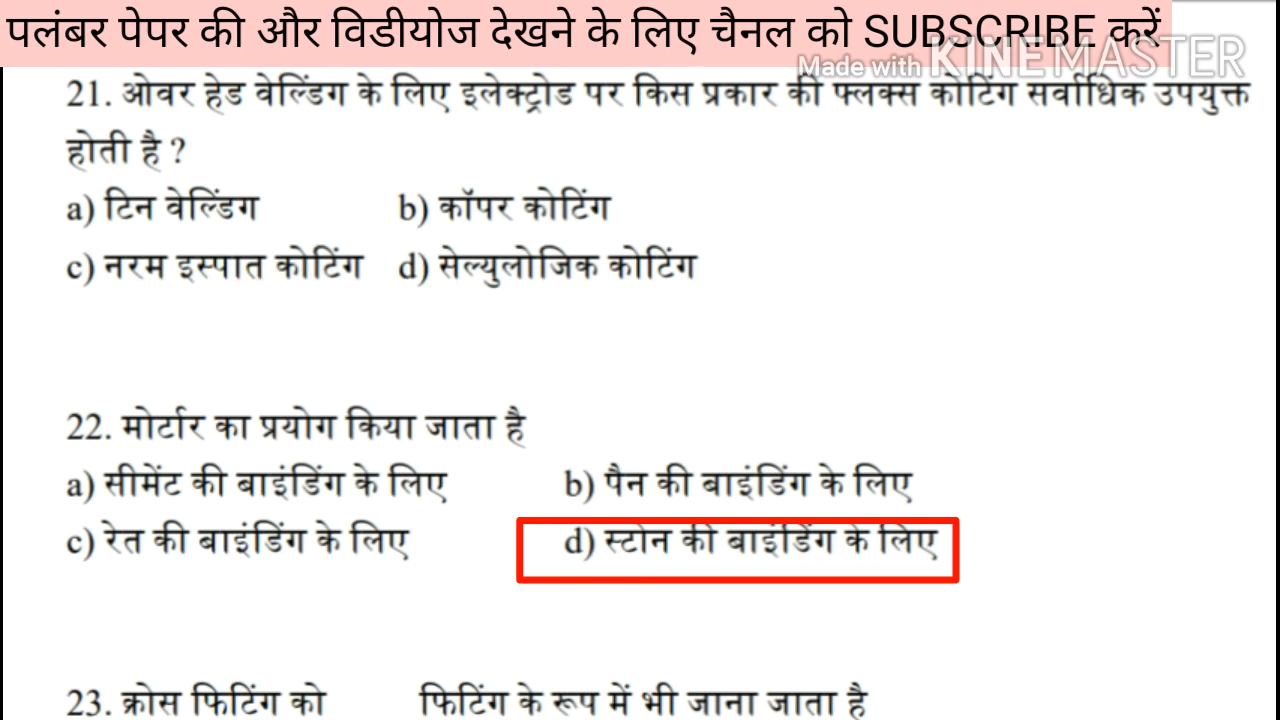 पलंबर पेपर की और विडीयोज देखने के लिए चैनल को SUBSCRIBE करें
Made with KINEMASTER
21. ओवर हेड वेल्डिंग के लिए इलेक्ट्रोड पर किस प्रकार की फ्लक्स कोटिंग सर्वाधिक उपयुक्त
होती है ?
a) टिन वेल्डिंग b) कॉपर कोटिंग
c) नरम इस्पात कोटिंग d) सेल्युलोजिक कोटिंग
22. मोर्टार का प्रयोग किया जाता है
a) सीमेंट की बाइंडिंग के लिए b) पैन की बाइंडिंग के लिए
c) रेत की बाइंडिंग के लिए d) स्टोन की बाइंडिंग के लिए
23. क्रोस फिटिंग को फिटिंग के रूप में भी जाना जाता है